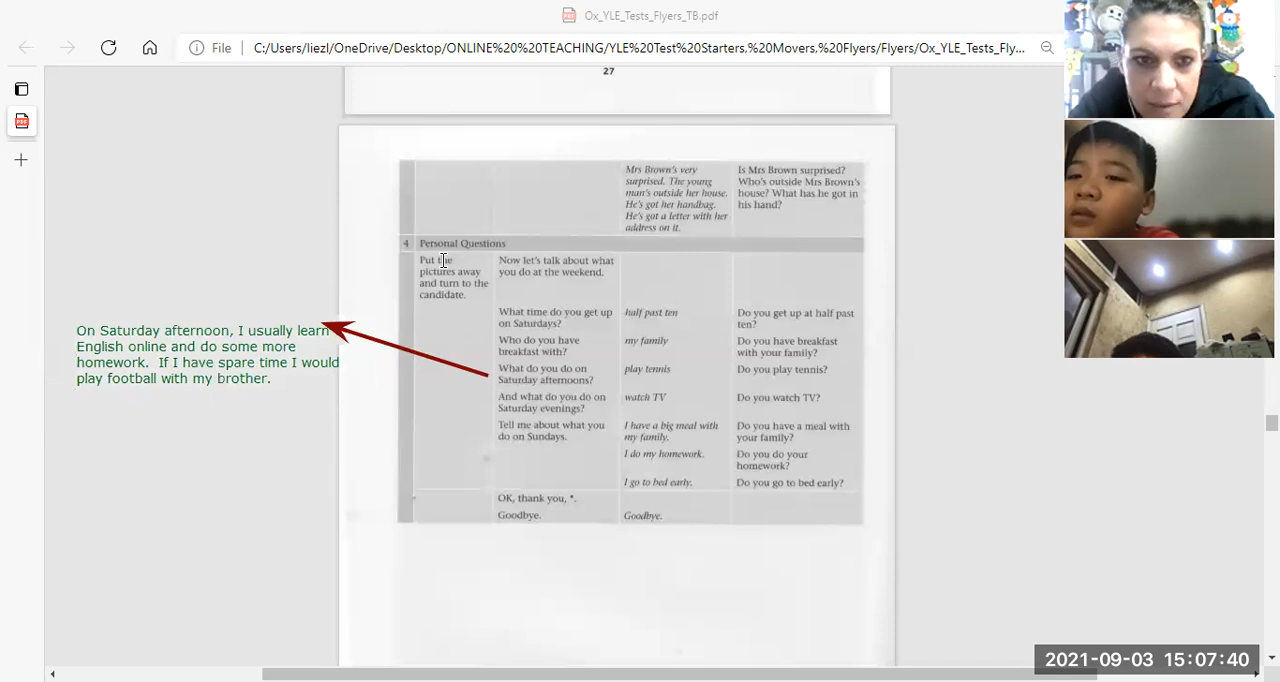 Ox_YLE_Tests_Flyers_TB.pdf
File
C:/Users/liezl/OneDrive/Desktop/ONLINE%20%20TEACHING/YLE%20Test%20Starters,%20Movers,%20Flyers/Flyers/Ox_YLE_Tests_Fly...
27
Mrs Brown's very
surprised. The young
man's outside her house.
He's got her handbag.
He's got a letter with her
address on it.
Is Mrs Brown surprised?
Who's outside Mrs Brown's
house? What has he got in
his hand?
4 Personal Questions
Put the
pictures away
and turn to the
candidate.
Now let's talk about what
you do at the weekend.
What time do you get up
on Saturdays?
half past ten
Do you get up at half past
ten?
Who do you have
breakfast with?
my family
Do you have breakfast
with your family?
What do you do on
Saturday afternoons?
play tennis
Do you play tennis?
And what do you do on
Saturday evenings?
watch TV
Do you watch TV?
Tell me about what you
do on Sundays.
I have a big meal with
my family.
Do you have a meal with
your family?
I do my homework.
Do you do your
homework?
I go to bed early.
Do you go to bed early?
OK, thank you, *.
Goodbye.
Goodbye.
On Saturday afternoon, I usually learn
English online and do some more
homework. If I have spare time I would
play football with my brother.
2021-09-03 15:07:40